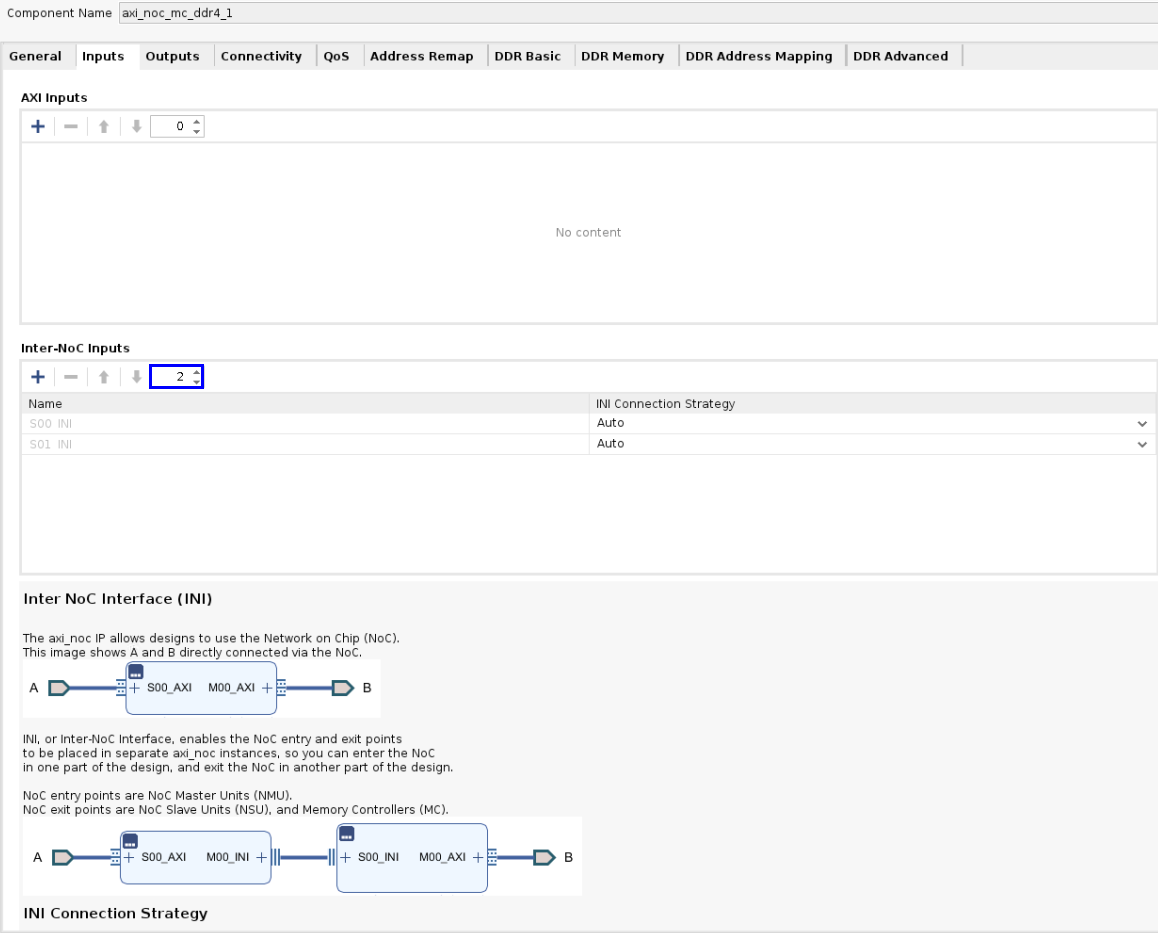 Component Name axi_noc_mc_ddr4_1
General Inputs Outputs Connectivity QoS Address Remap DDR Basic DDR Memory DDR Address Mapping DDR Advanced
AXI Inputs
0
No content
Inter-NoC Inputs
2
Name INI Connection Strategy
S00 INI Auto
S01 INI Auto
Inter NoC Interface (INI)
The axi_noc IP allows designs to use the Network on Chip (NoC).
This image shows A and B directly connected via the NoC.
A S00_AXI M00_AXI B
INI, or Inter-NoC Interface, enables the NoC entry and exit points
to be placed in separate axi_noc instances, so you can enter the NoC
in one part of the design, and exit the NoC in another part of the design.
NoC entry points are NoC Master Units (NMU).
NoC exit points are NoC Slave Units (NSU), and Memory Controllers (MC).
A S00_AXI M00_INI S00_INI M00_AXI B
INI Connection Strategy